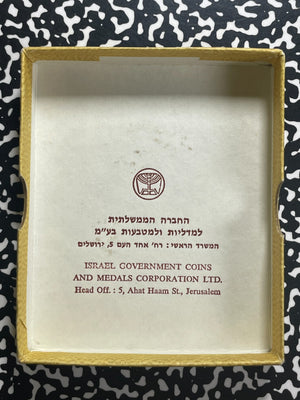 החברה הממשלתית
למדליות ולמטבעות בע"מ
המשרד הראשי : רח' אחד העם 5, ירושלים
ISRAEL GOVERNMENT COINS
AND MEDALS CORPORATION LTD.
Head Off. : 5, Ahat Haam St., Jerusalem